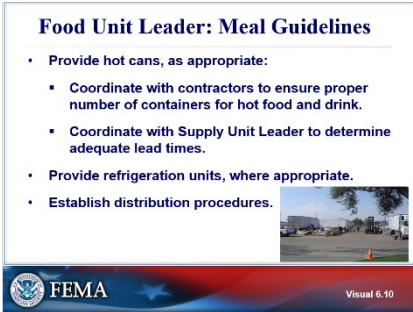 Food Unit Leader: Meal Guidelines
• Provide hot cans, as appropriate:
▪ Coordinate with contractors to ensure proper
number of containers for hot food and drink.
▪ Coordinate with Supply Unit Leader to determine
adequate lead times.
• Provide refrigeration units, where appropriate.
• Establish distribution procedures.
FEMA
Visual 6.10